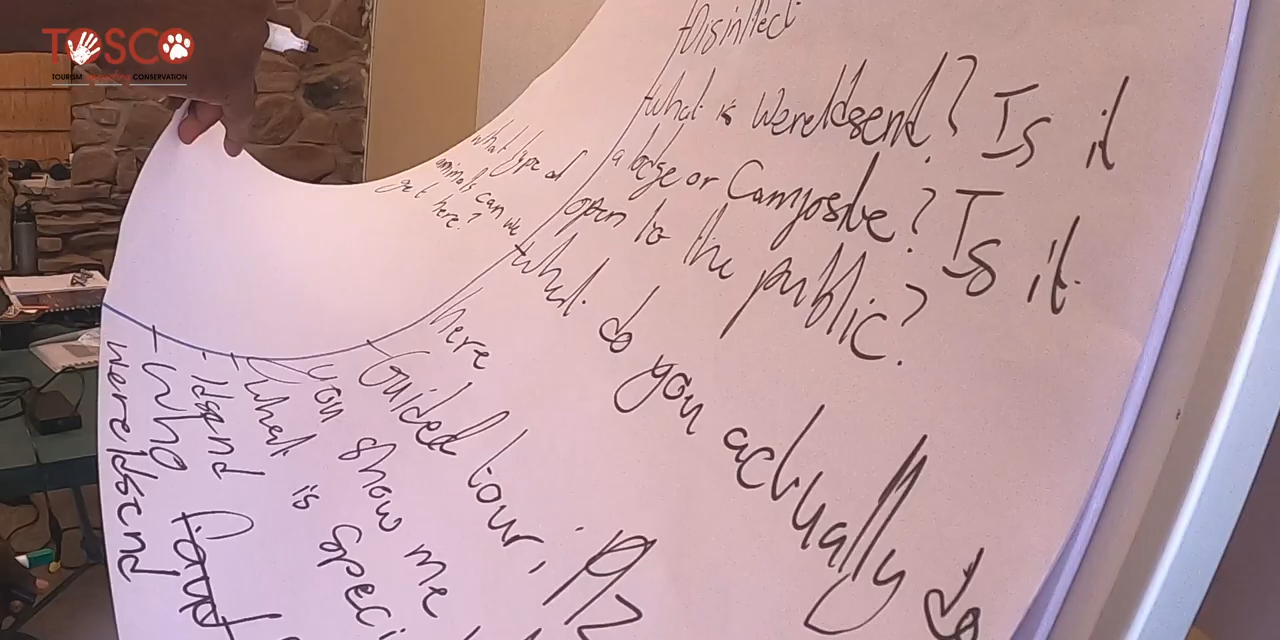 TOSCO
TOURISM supporting CONSERVATION
What is Wereldsend? Is it
a lodge or Campsite? Is it
open to the public?
What do you actually do
here
what type of
animals can we
get here?
Guided tour, Plz
you show me
- What is speci
- Who
wereldsend